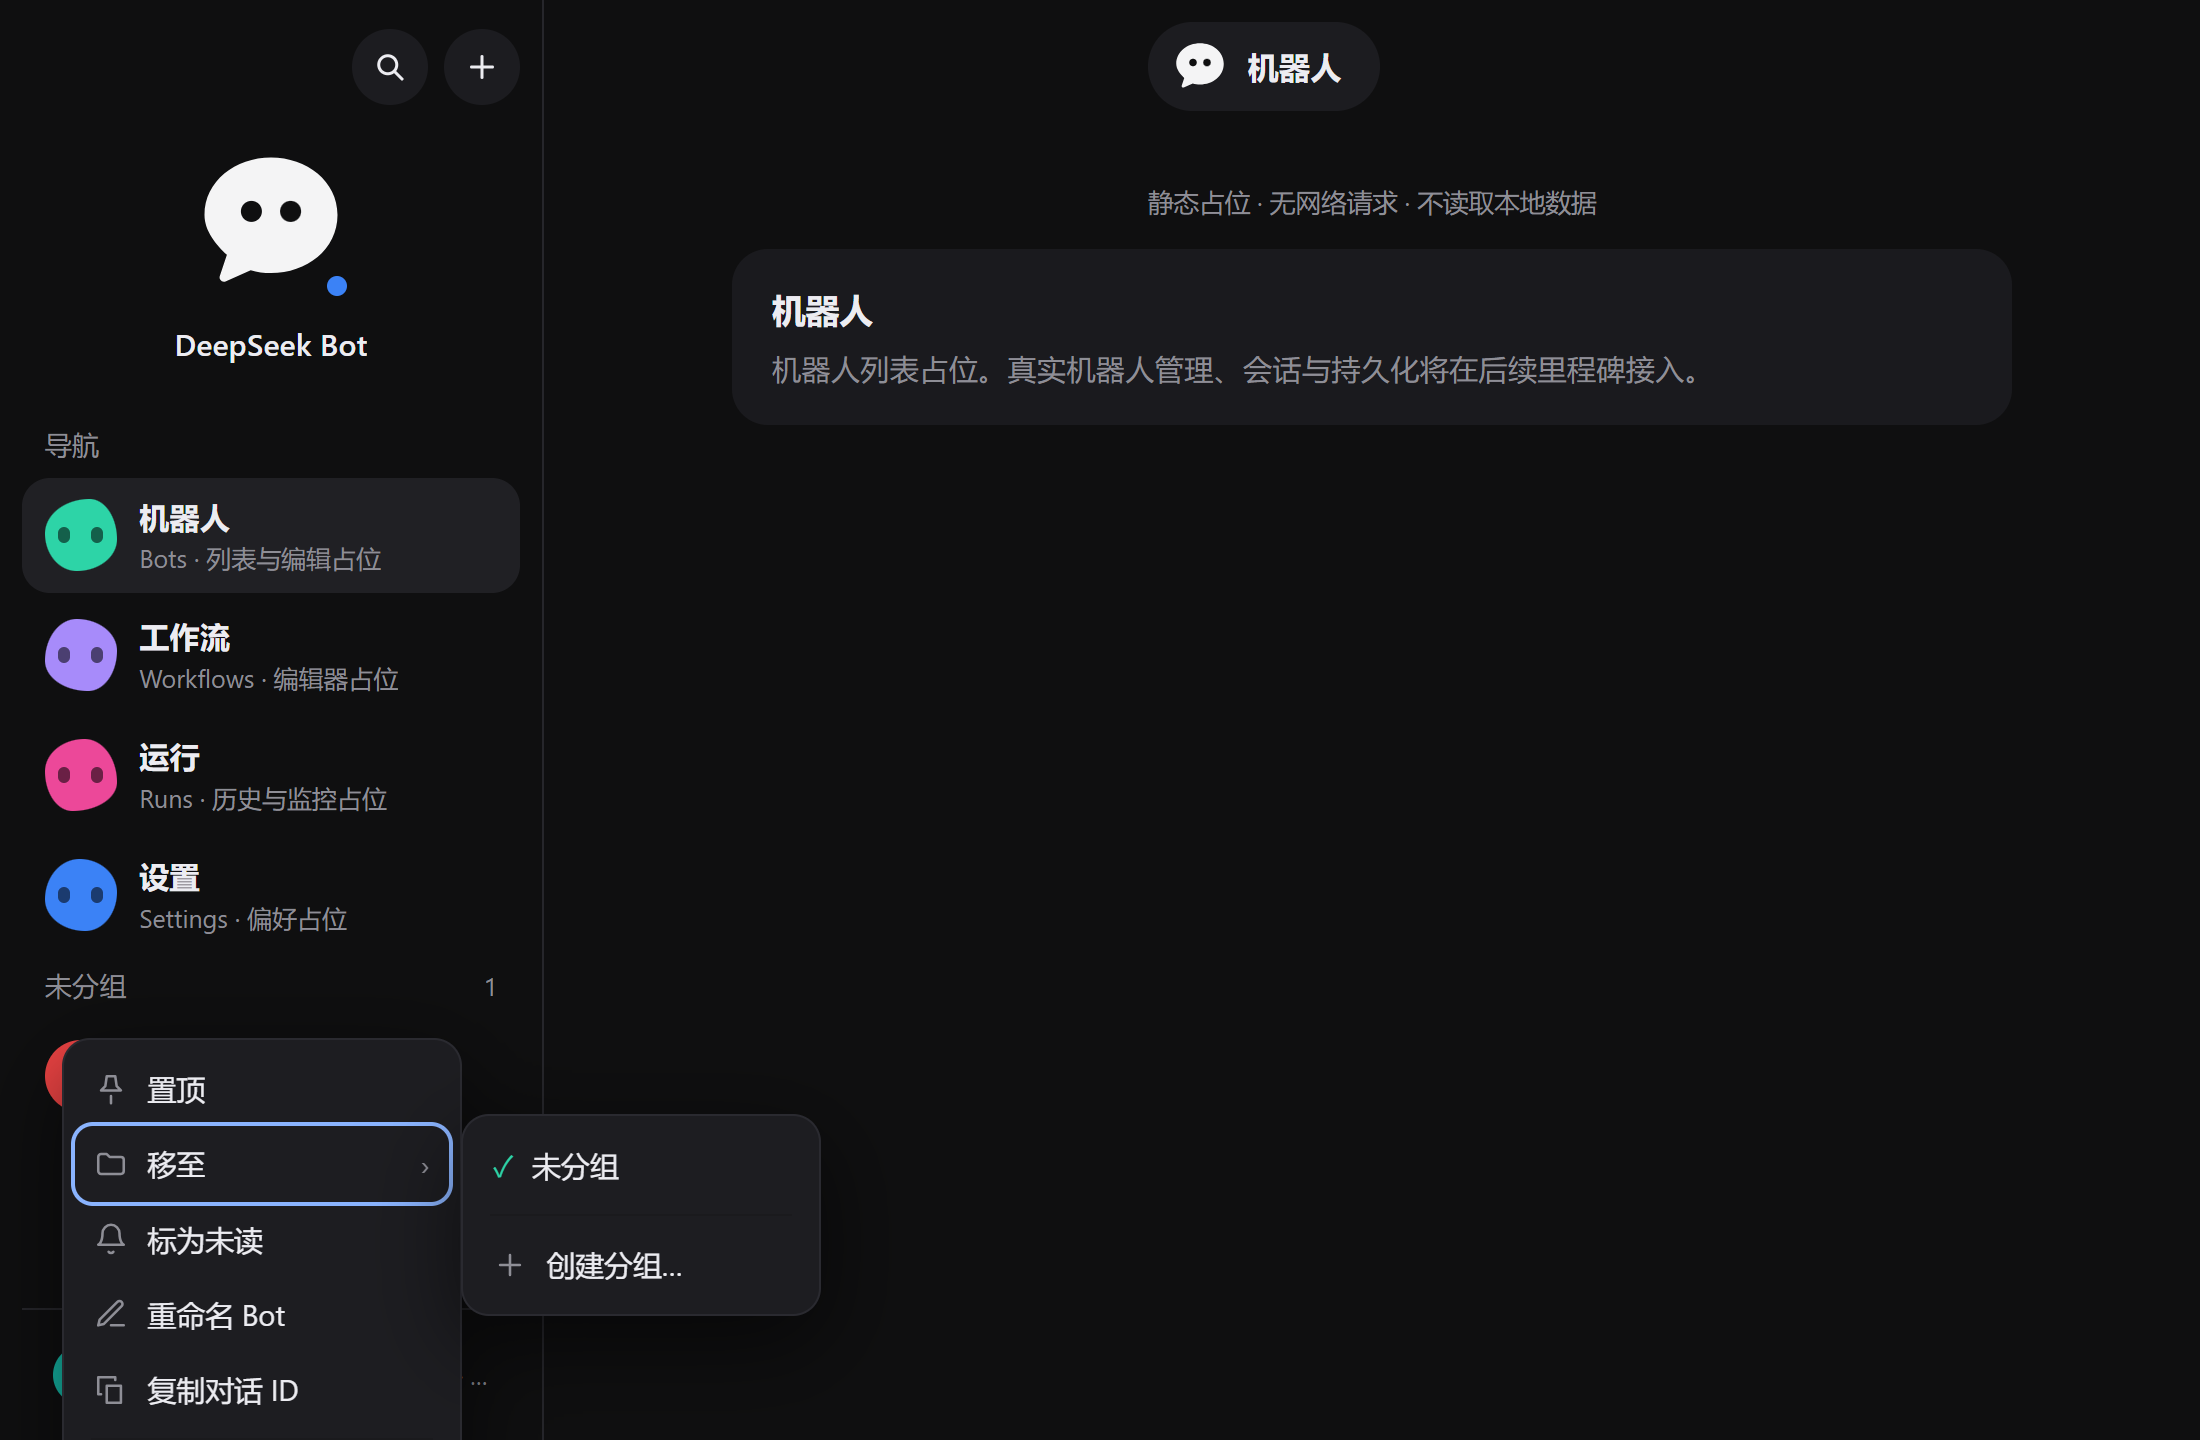 机器人
DeepSeek Bot
静态占位 · 无网络请求 · 不读取本地数据
机器人
机器人列表占位。真实机器人管理、会话与持久化将在后续里程碑接入。
导航
机器人
Bots · 列表与编辑占位
工作流
Workflows · 编辑器占位
运行
Runs · 历史与监控占位
设置
Settings · 偏好占位
未分组 1
置顶
移至 ›
标为未读
重命名 Bot
复制对话 ID
✓ 未分组
创建分组...
...